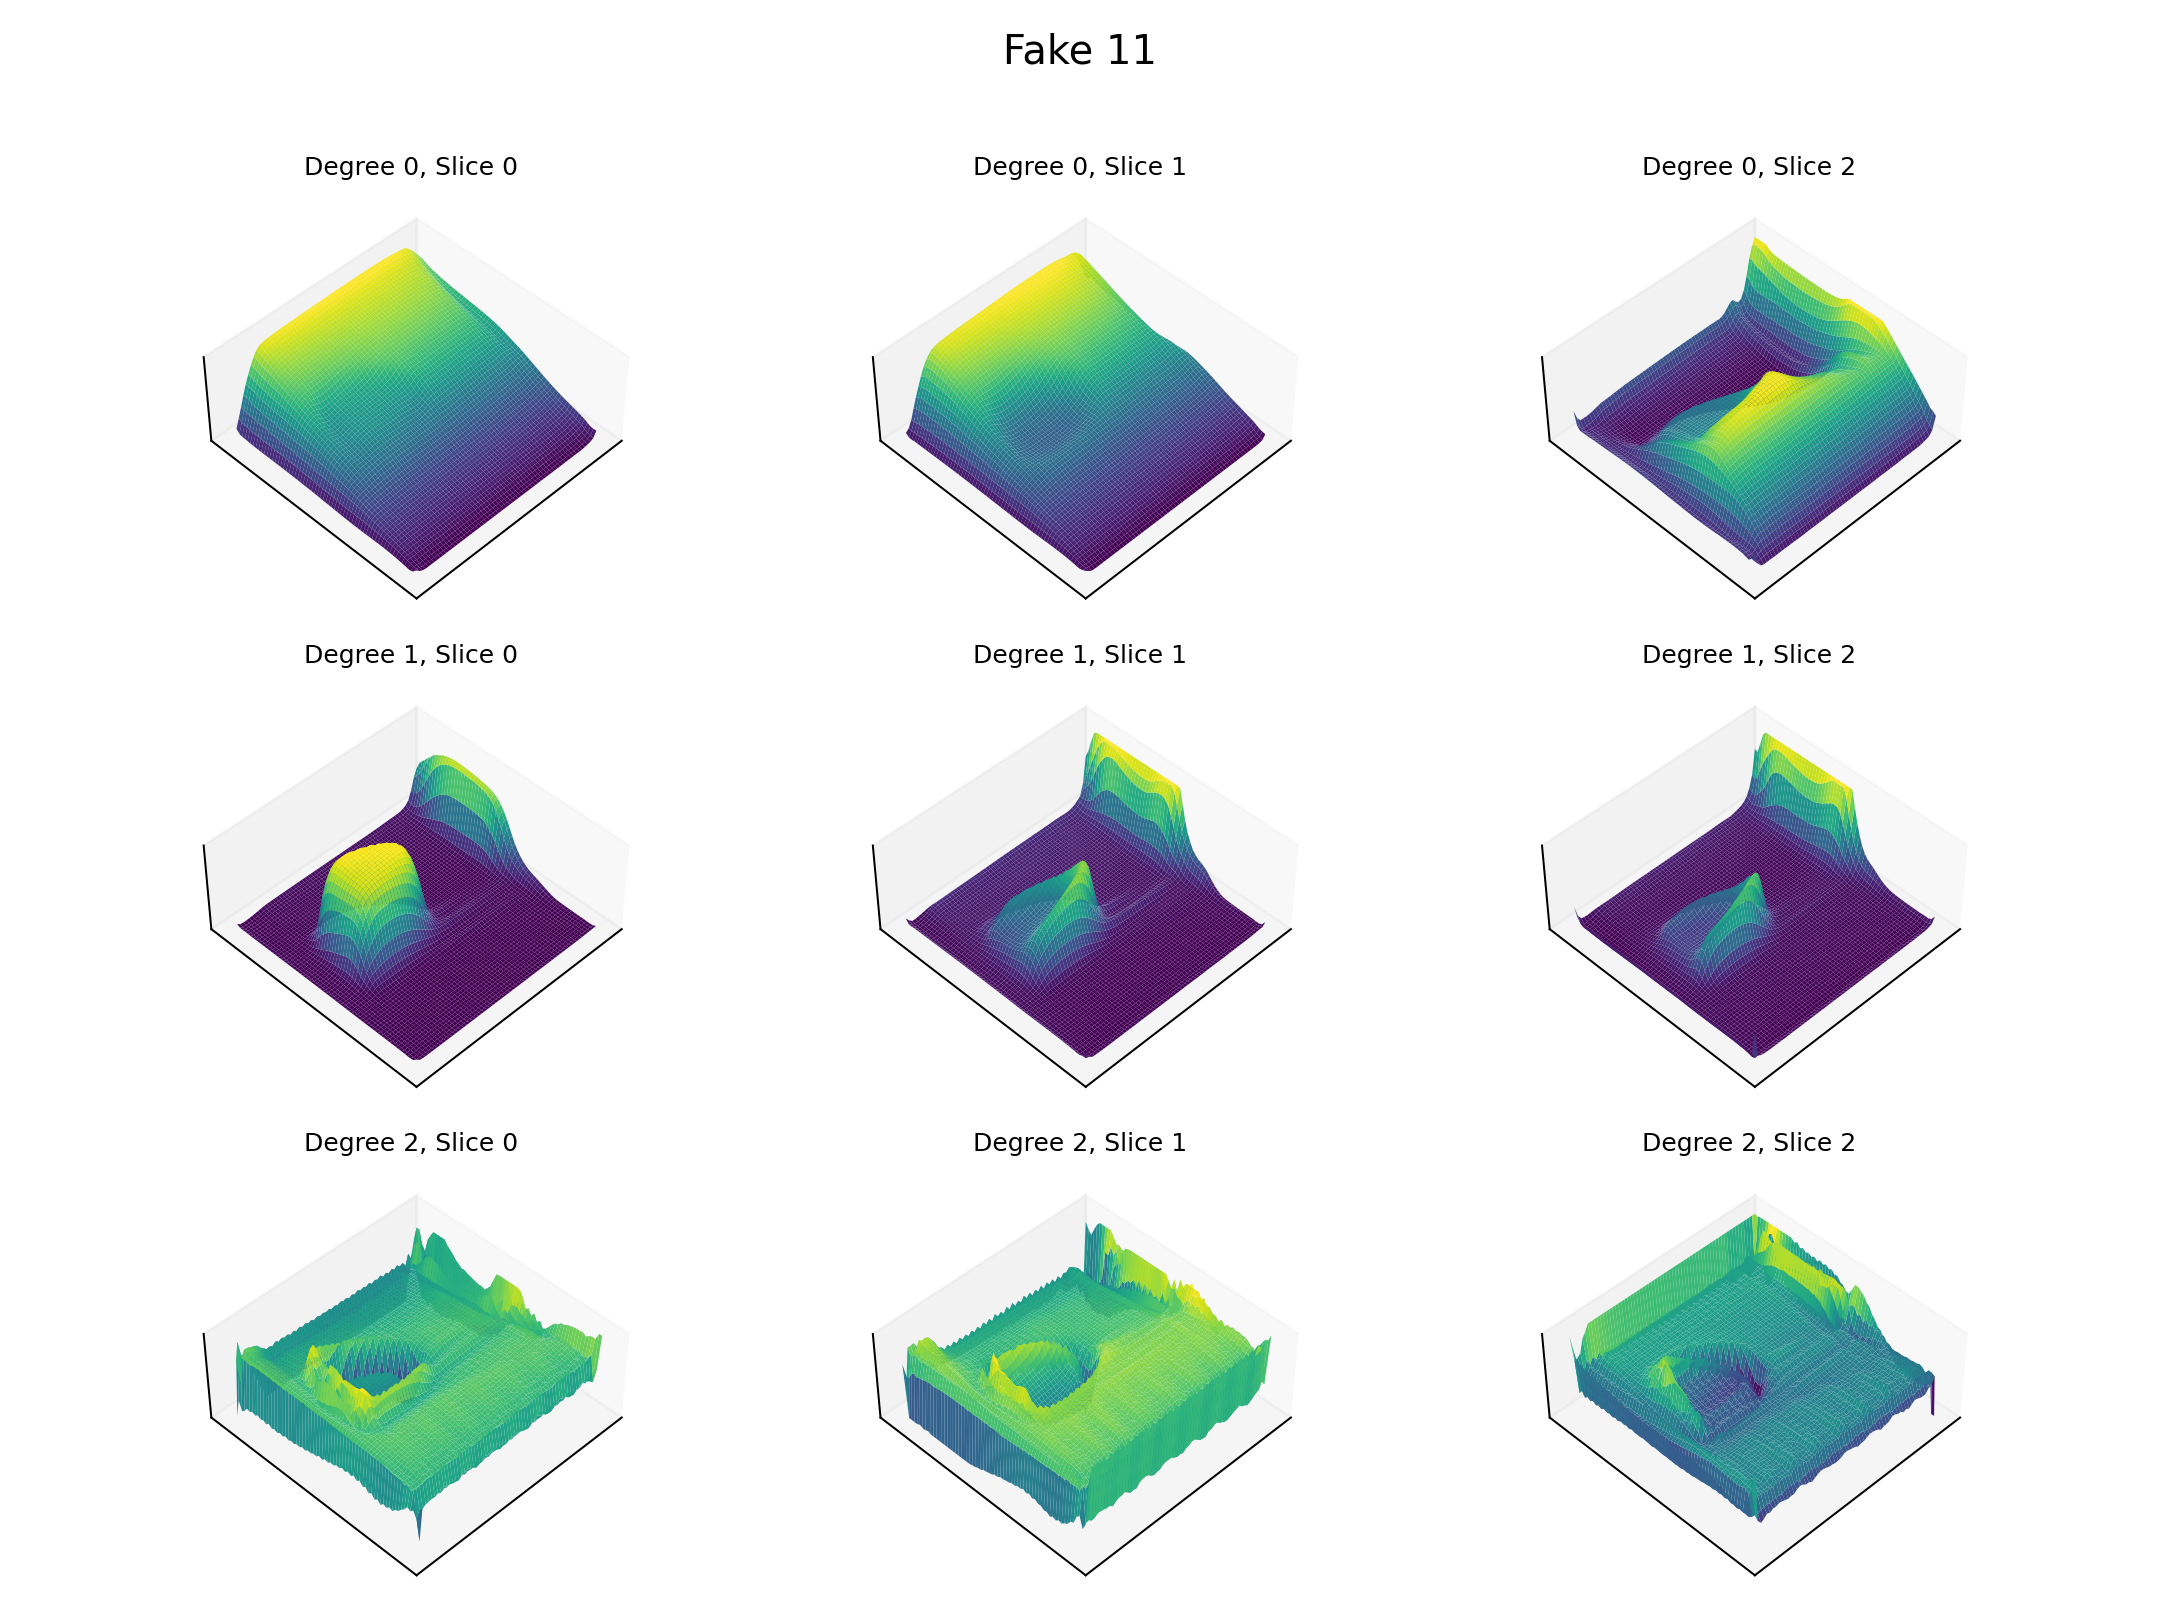 Fake 11
Degree 0, Slice 0
Degree 0, Slice 1
Degree 0, Slice 2
Degree 1, Slice 0
Degree 1, Slice 1
Degree 1, Slice 2
Degree 2, Slice 0
Degree 2, Slice 1
Degree 2, Slice 2